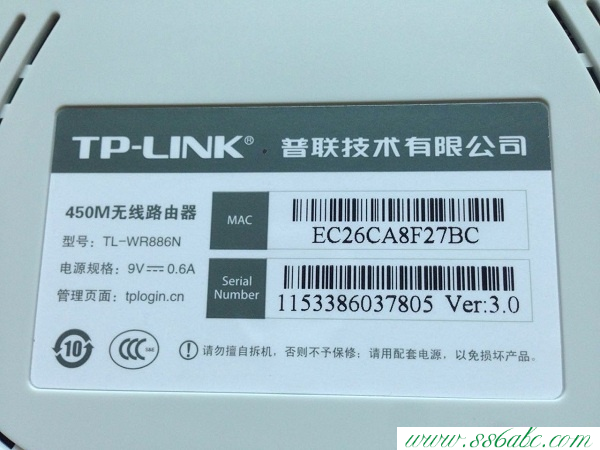 TP-LINK® 普联技术有限公司
450M无线路由器
型号：TL-WR886N
电源规格：9V⎓0.6A
管理页面：tplogin.cn
MAC
EC26CA8F27BC
Serial Number
1153386037805 Ver:3.0
10
CCC
S&E
请勿擅自拆机，否则不予保修；请用配套电源，以免损坏产品。
www.886abc.com